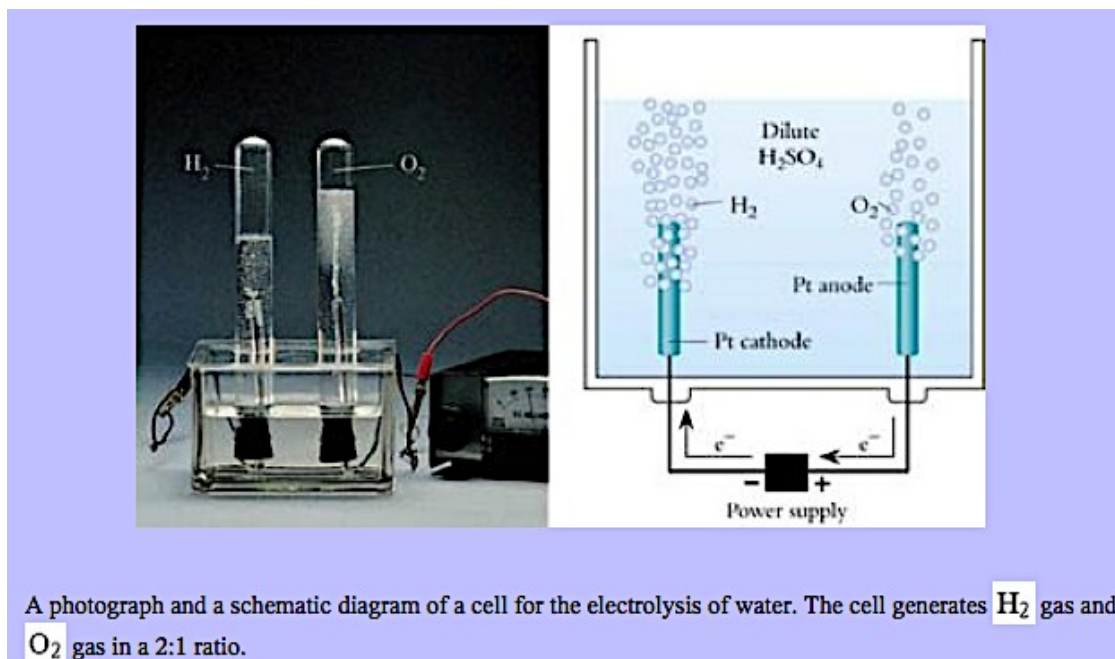 H₂
O₂
Dilute
H₂SO₄
H₂
O₂
Pt anode
Pt cathode
e⁻
e⁻
− +
Power supply
A photograph and a schematic diagram of a cell for the electrolysis of water. The cell generates H₂ gas and
O₂ gas in a 2:1 ratio.